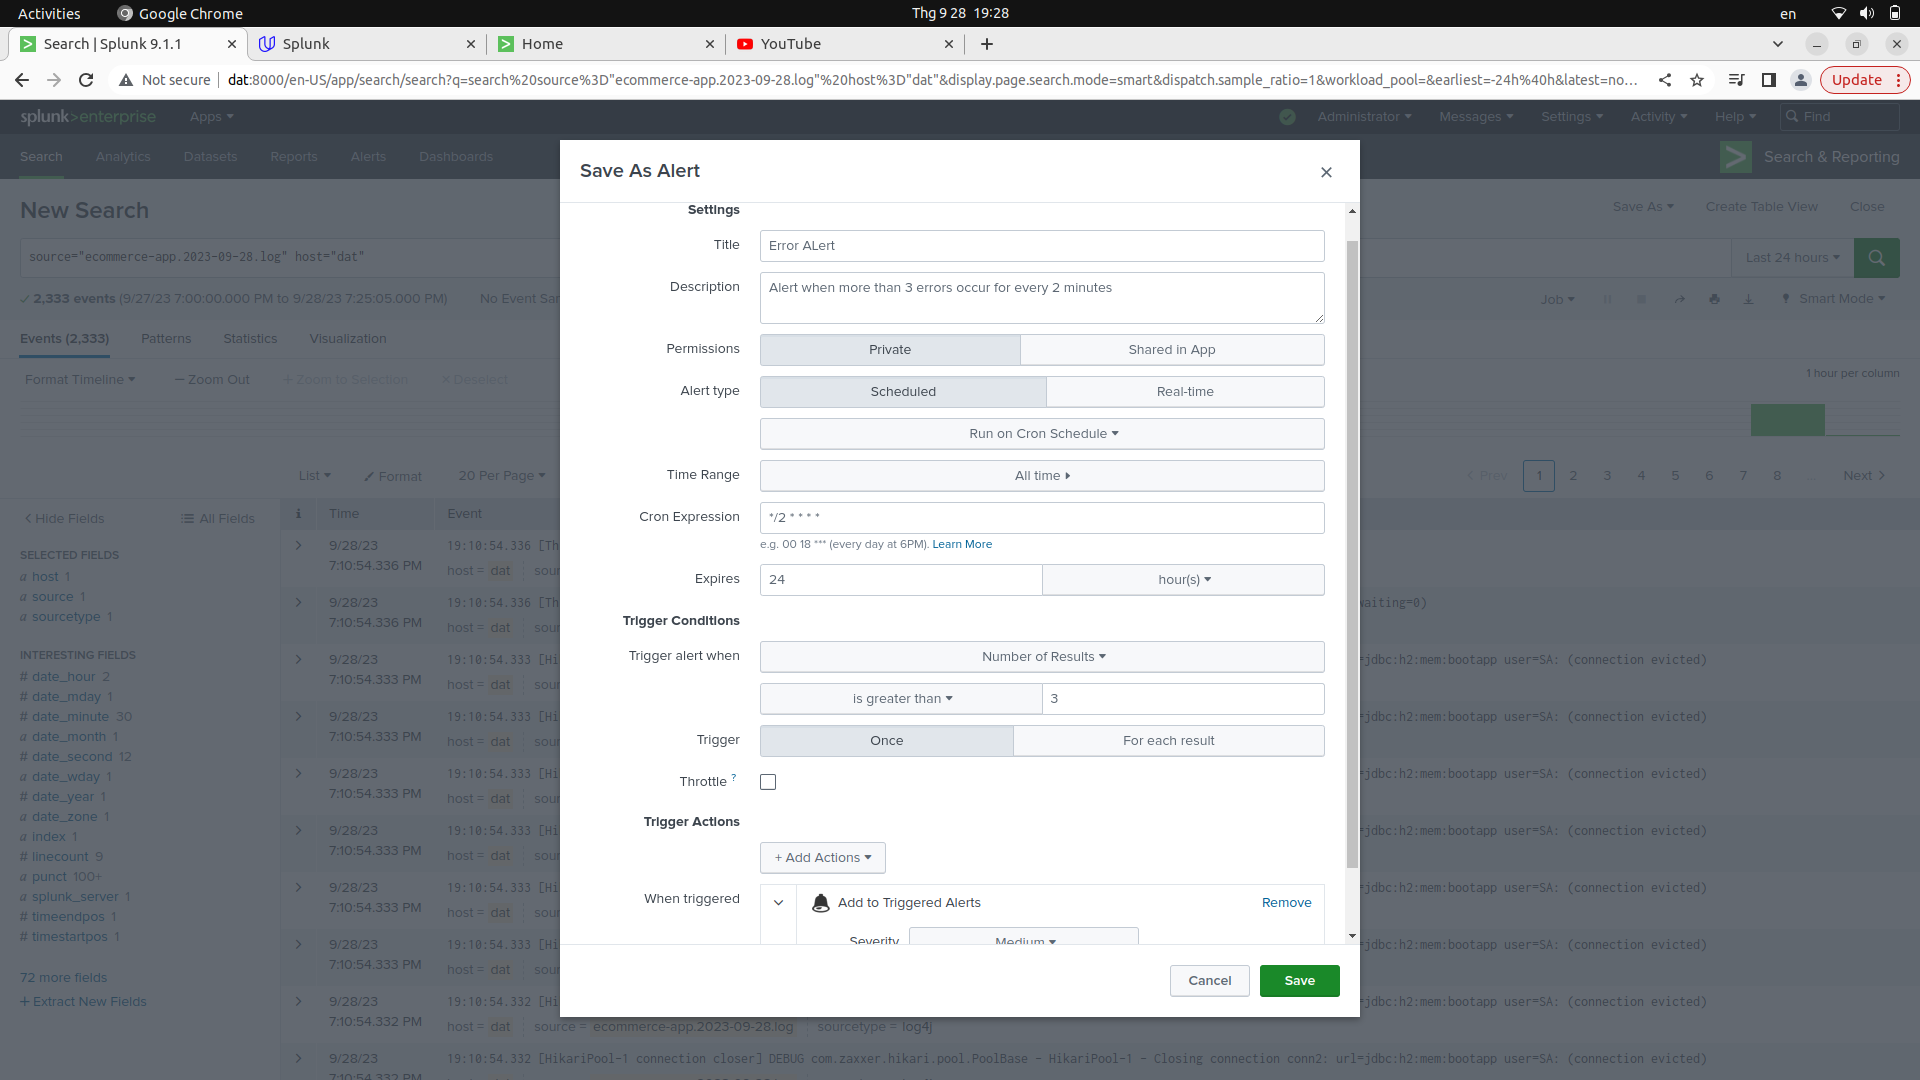 Activities Google Chrome Thg 9 28 19:28 en
Search | Splunk 9.1.1 Splunk Home YouTube
Not secure dat:8000/en-US/app/search/search?q=search%20source%3D"ecommerce-app.2023-09-28.log"%20host%3D"dat"&display.page.search.mode=smart&dispatch.sample_ratio=1&workload_pool=&earliest=-24h%40h&latest=no... Update
splunk>enterprise Apps Administrator Messages Settings Activity Help Find
Search Analytics Datasets Reports Alerts Dashboards Search & Reporting
New Search Save As Create Table View Close
source="ecommerce-app.2023-09-28.log" host="dat" Last 24 hours
2,333 events (9/27/23 7:00:00.000 PM to 9/28/23 7:25:05.000 PM) No Event Sam Job Smart Mode
Events (2,333) Patterns Statistics Visualization
Format Timeline — Zoom Out + Zoom to Selection × Deselect 1 hour per column
List Format 20 Per Page < Prev 1 2 3 4 5 6 7 8 ... Next >
< Hide Fields All Fields i Time Event
SELECTED FIELDS
a host 1
a source 1
a sourcetype 1
INTERESTING FIELDS
# date_hour 2
# date_mday 1
# date_minute 30
a date_month 1
# date_second 12
a date_wday 1
# date_year 1
a date_zone 1
a index 1
# linecount 9
a punct 100+
a splunk_server 1
# timeendpos 1
# timestartpos 1
72 more fields
+ Extract New Fields
9/28/23 19:10:54.336 [Th
7:10:54.336 PM host = dat sour
9/28/23 19:10:54.336 [Th waiting=0)
7:10:54.336 PM host = dat sour
9/28/23 19:10:54.333 [Hi =jdbc:h2:mem:bootapp user=SA: (connection evicted)
7:10:54.333 PM host = dat sour
9/28/23 19:10:54.333 [Hi =jdbc:h2:mem:bootapp user=SA: (connection evicted)
7:10:54.333 PM host = dat sour
9/28/23 19:10:54.333 [Hi =jdbc:h2:mem:bootapp user=SA: (connection evicted)
7:10:54.333 PM host = dat sour
9/28/23 19:10:54.333 [Hi =jdbc:h2:mem:bootapp user=SA: (connection evicted)
7:10:54.333 PM host = dat sour
9/28/23 19:10:54.333 [Hi =jdbc:h2:mem:bootapp user=SA: (connection evicted)
7:10:54.333 PM host = dat sour
9/28/23 19:10:54.333 [Hi =jdbc:h2:mem:bootapp user=SA: (connection evicted)
7:10:54.333 PM host = dat sour
9/28/23 19:10:54.332 [Hi =jdbc:h2:mem:bootapp user=SA: (connection evicted)
7:10:54.332 PM host = dat source = ecommerce-app.2023-09-28.log sourcetype = log4j
9/28/23 19:10:54.332 [HikariPool-1 connection closer] DEBUG com.zaxxer.hikari.pool.PoolBase - HikariPool-1 - Closing connection conn2: url=jdbc:h2:mem:bootapp user=SA: (connection evicted)
7:10:54.332 PM
Save As Alert
Settings
Title Error ALert
Description Alert when more than 3 errors occur for every 2 minutes
Permissions Private Shared in App
Alert type Scheduled Real-time
Run on Cron Schedule
Time Range All time
Cron Expression */2 * * * *
e.g. 00 18 *** (every day at 6PM). Learn More
Expires 24 hour(s)
Trigger Conditions
Trigger alert when Number of Results
is greater than 3
Trigger Once For each result
Throttle ?
Trigger Actions
+ Add Actions
When triggered Add to Triggered Alerts Remove
Severity Medium
Cancel Save